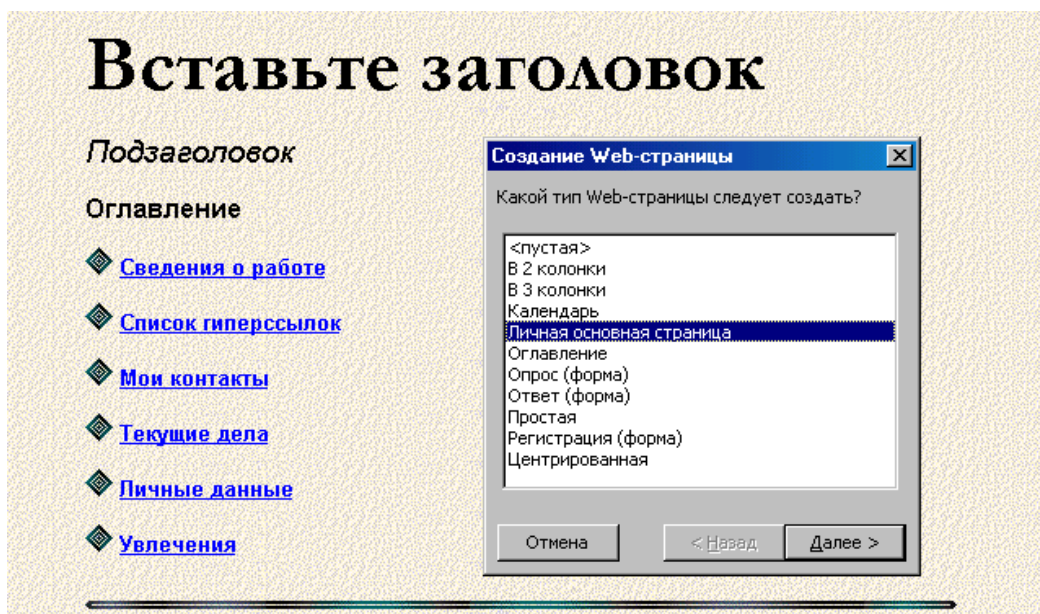 Вставьте заголовок
Подзаголовок
Оглавление
Сведения о работе
Список гиперссылок
Мои контакты
Текущие дела
Личные данные
Увлечения
Создание Web-страницы
Какой тип Web-страницы следует создать?
<пустая>
В 2 колонки
В 3 колонки
Календарь
Личная основная страница
Оглавление
Опрос (форма)
Ответ (форма)
Простая
Регистрация (форма)
Центрированная
Отмена
< Назад
Далее >